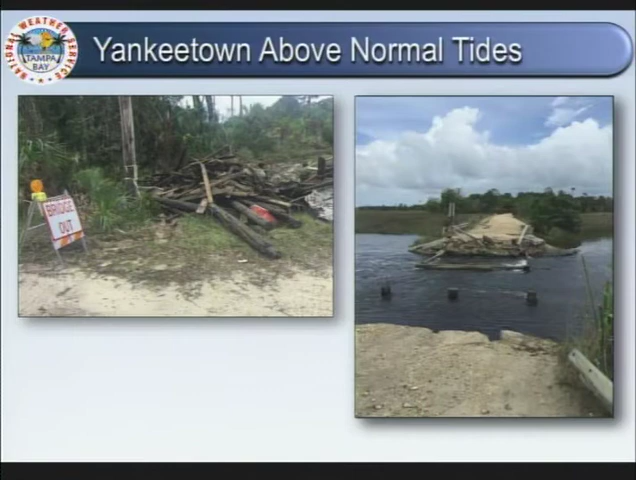 Yankeetown Above Normal Tides
NATIONAL WEATHER SERVICE
TAMPA BAY
BRIDGE
OUT